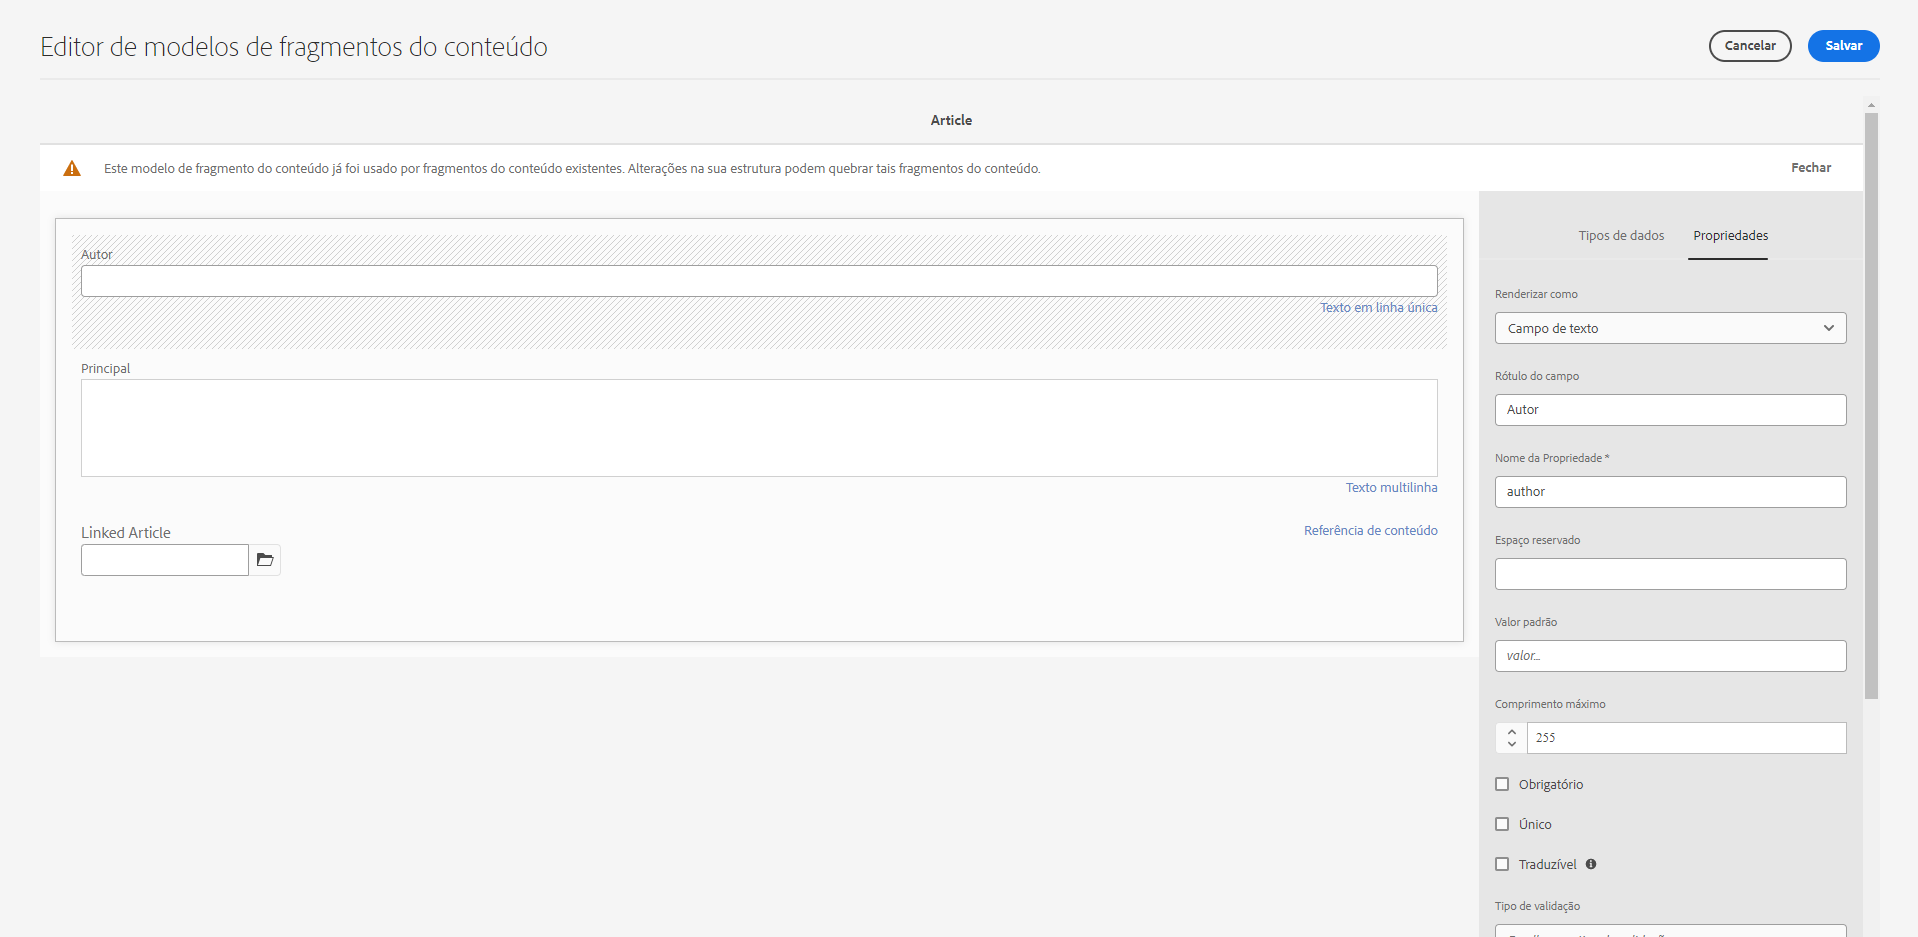 Editor de modelos de fragmentos do conteúdo
Cancelar
Salvar
Article
Este modelo de fragmento do conteúdo já foi usado por fragmentos do conteúdo existentes. Alterações na sua estrutura podem quebrar tais fragmentos do conteúdo.
Fechar
Autor
Texto em linha única
Principal
Texto multilinha
Linked Article
Referência de conteúdo
Tipos de dados
Propriedades
Renderizar como
Campo de texto
Rótulo do campo
Autor
Nome da Propriedade *
author
Espaço reservado
Valor padrão
valor...
Comprimento máximo
255
Obrigatório
Único
Traduzível
Tipo de validação